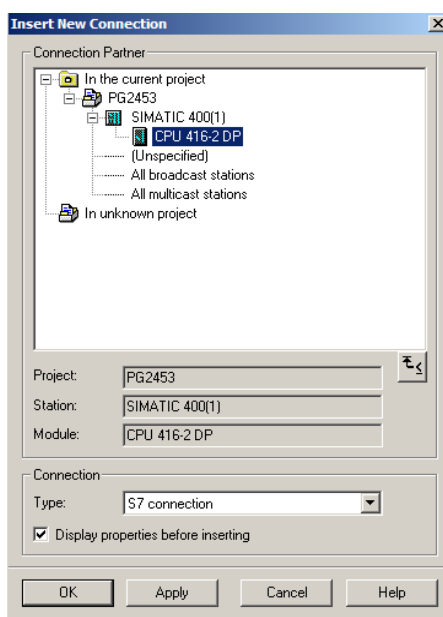 Insert New Connection
Connection Partner
In the current project
PG2453
SIMATIC 400(1)
CPU 416-2 DP
(Unspecified)
All broadcast stations
All multicast stations
In unknown project
Project: PG2453
Station: SIMATIC 400(1)
Module: CPU 416-2 DP
Connection
Type: S7 connection
Display properties before inserting
OK Apply Cancel Help